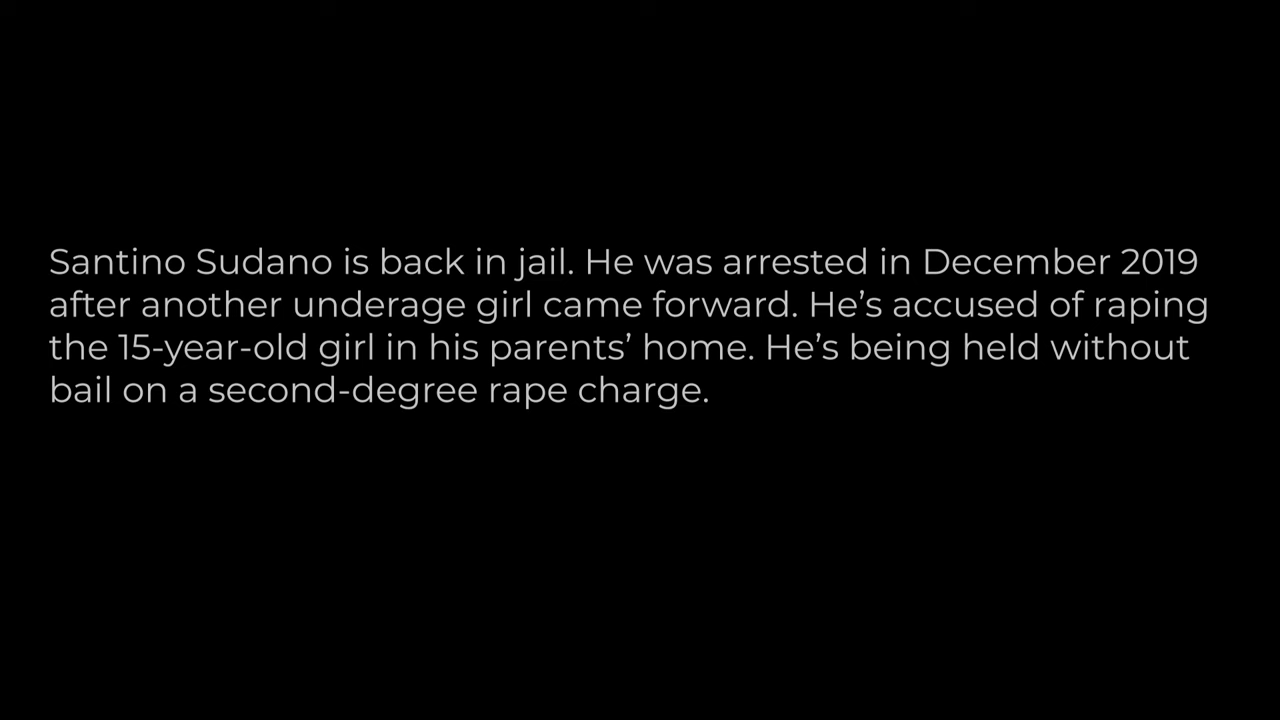 Santino Sudano is back in jail. He was arrested in December 2019
after another underage girl came forward. He’s accused of raping
the 15-year-old girl in his parents’ home. He’s being held without
bail on a second-degree rape charge.